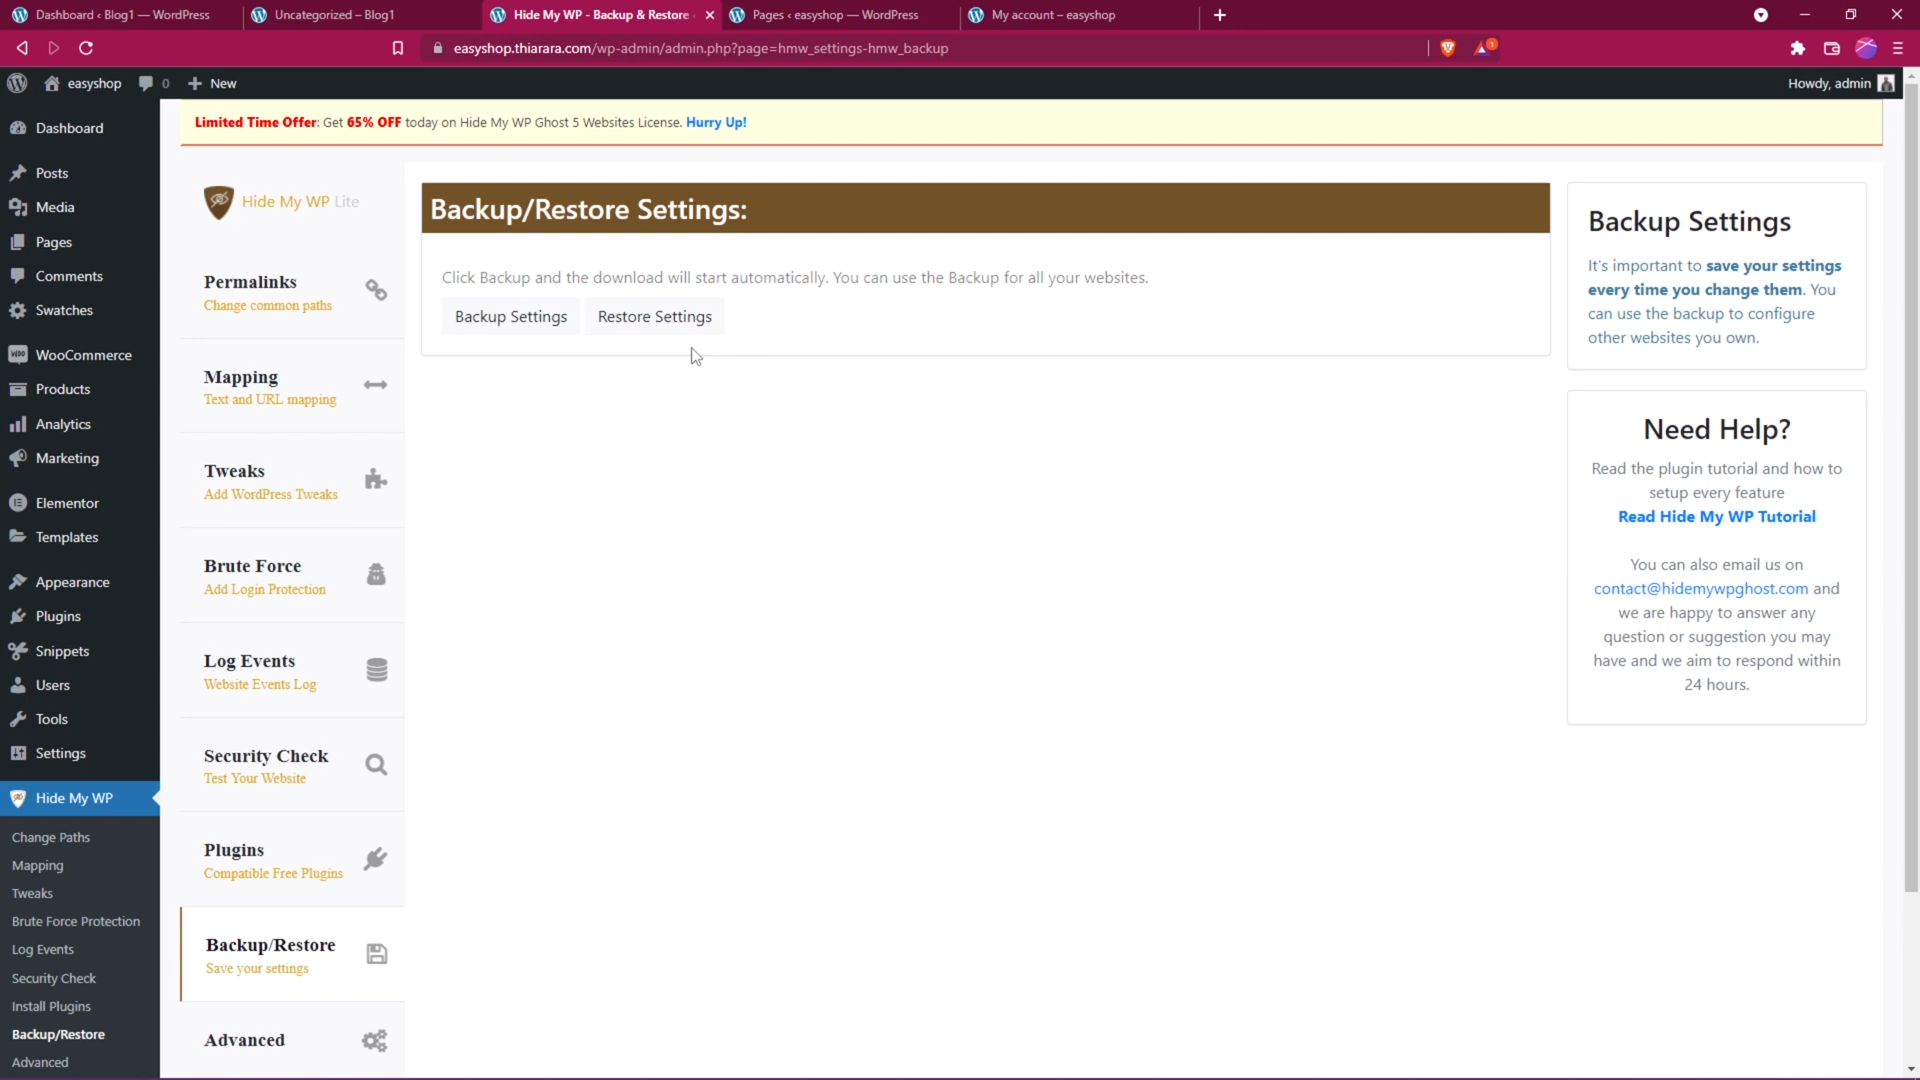 Dashboard ‹ Blog1 — WordPress
Uncategorized – Blog1
Hide My WP - Backup & Restore
Pages ‹ easyshop — WordPress
My account – easyshop
easyshop.thiarara.com/wp-admin/admin.php?page=hmw_settings-hmw_backup
1
easyshop
0
New
Howdy, admin
Dashboard
Posts
Media
Pages
Comments
Swatches
WooCommerce
Products
Analytics
Marketing
Elementor
Templates
Appearance
Plugins
Snippets
Users
Tools
Settings
Hide My WP
Change Paths
Mapping
Tweaks
Brute Force Protection
Log Events
Security Check
Install Plugins
Backup/Restore
Advanced
Limited Time Offer: Get 65% OFF today on Hide My WP Ghost 5 Websites License. Hurry Up!
Hide My WP Lite
Permalinks
Change common paths
Mapping
Text and URL mapping
Tweaks
Add WordPress Tweaks
Brute Force
Add Login Protection
Log Events
Website Events Log
Security Check
Test Your Website
Plugins
Compatible Free Plugins
Backup/Restore
Save your settings
Advanced
Backup/Restore Settings:
Click Backup and the download will start automatically. You can use the Backup for all your websites.
Backup Settings
Restore Settings
Backup Settings
It's important to save your settings
every time you change them. You
can use the backup to configure
other websites you own.
Need Help?
Read the plugin tutorial and how to
setup every feature
Read Hide My WP Tutorial
You can also email us on
contact@hidemywpghost.com and
we are happy to answer any
question or suggestion you may
have and we aim to respond within
24 hours.